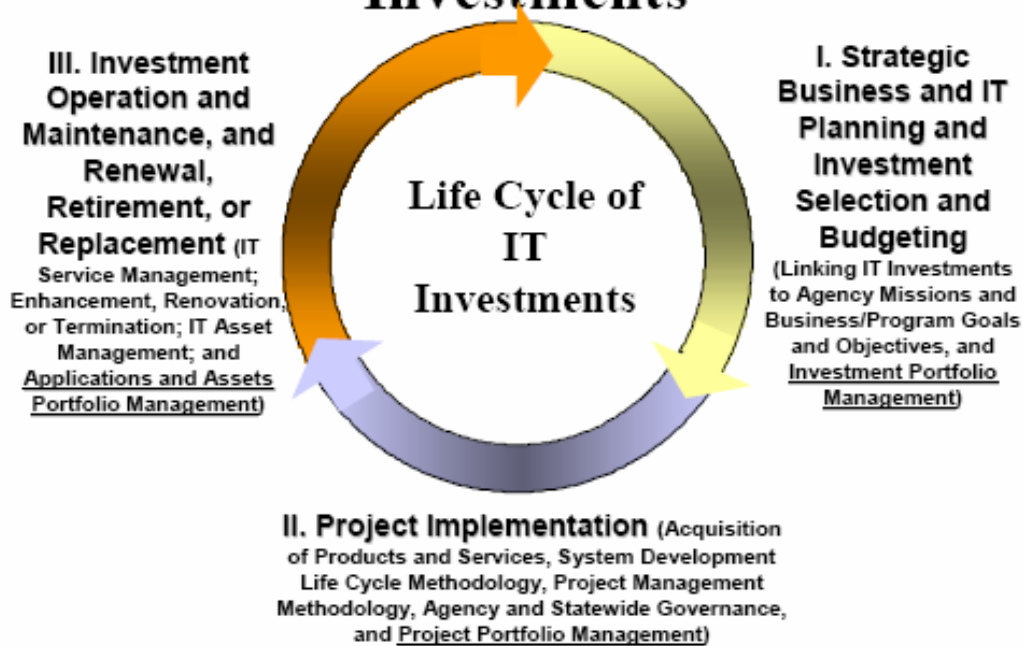 Investments
III. Investment
Operation and
Maintenance, and
Renewal,
Retirement, or
Replacement (IT
Service Management;
Enhancement, Renovation,
or Termination; IT Asset
Management; and
Applications and Assets
Portfolio Management)
Life Cycle of
IT
Investments
I. Strategic
Business and IT
Planning and
Investment
Selection and
Budgeting
(Linking IT Investments
to Agency Missions and
Business/Program Goals
and Objectives, and
Investment Portfolio
Management)
II. Project Implementation (Acquisition
of Products and Services, System Development
Life Cycle Methodology, Project Management
Methodology, Agency and Statewide Governance,
and Project Portfolio Management)